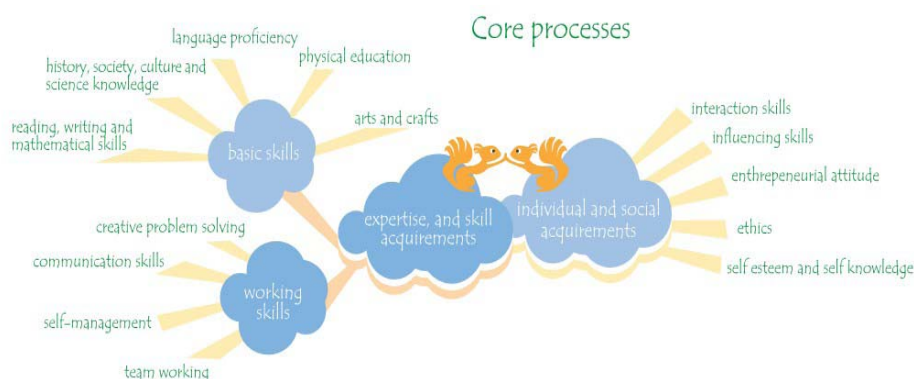 Core processes
language proficiency
physical education
history, society, culture and
science knowledge
arts and crafts
reading, writing and
mathematical skills
basic skills
interaction skills
influencing skills
enthrepeneurial attitude
ethics
self esteem and self knowledge
expertise, and skill
acquirements
individual and social
acquirements
creative problem solving
communication skills
self-management
team working
working
skills